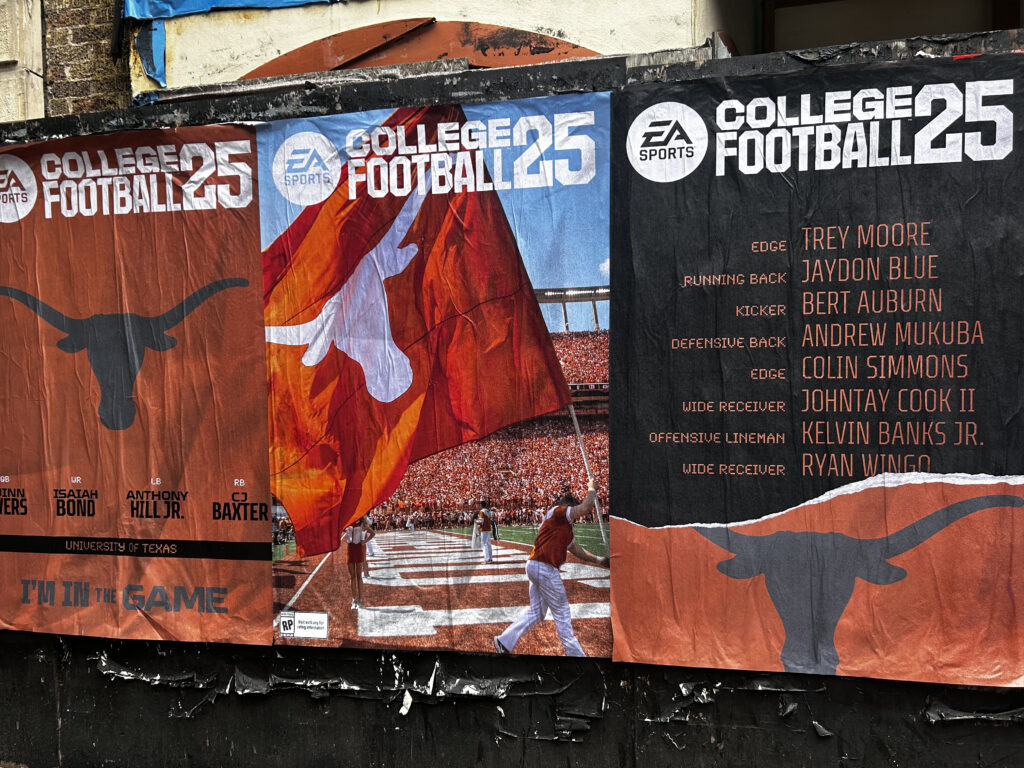 EA
SPORTS
COLLEGE
FOOTBALL 25
QB
WR
ISAIAH
BOND
LB
ANTHONY
HILL JR.
RB
CJ
BAXTER
UNIVERSITY OF TEXAS
I'M IN THE GAME
EA
SPORTS
COLLEGE
FOOTBALL 25
RP
EA
SPORTS
COLLEGE
FOOTBALL 25
EDGE TREY MOORE
RUNNING BACK JAYDON BLUE
KICKER BERT AUBURN
DEFENSIVE BACK ANDREW MUKUBA
EDGE COLIN SIMMONS
WIDE RECEIVER JOHNTAY COOK II
OFFENSIVE LINEMAN KELVIN BANKS JR.
WIDE RECEIVER RYAN WINGO